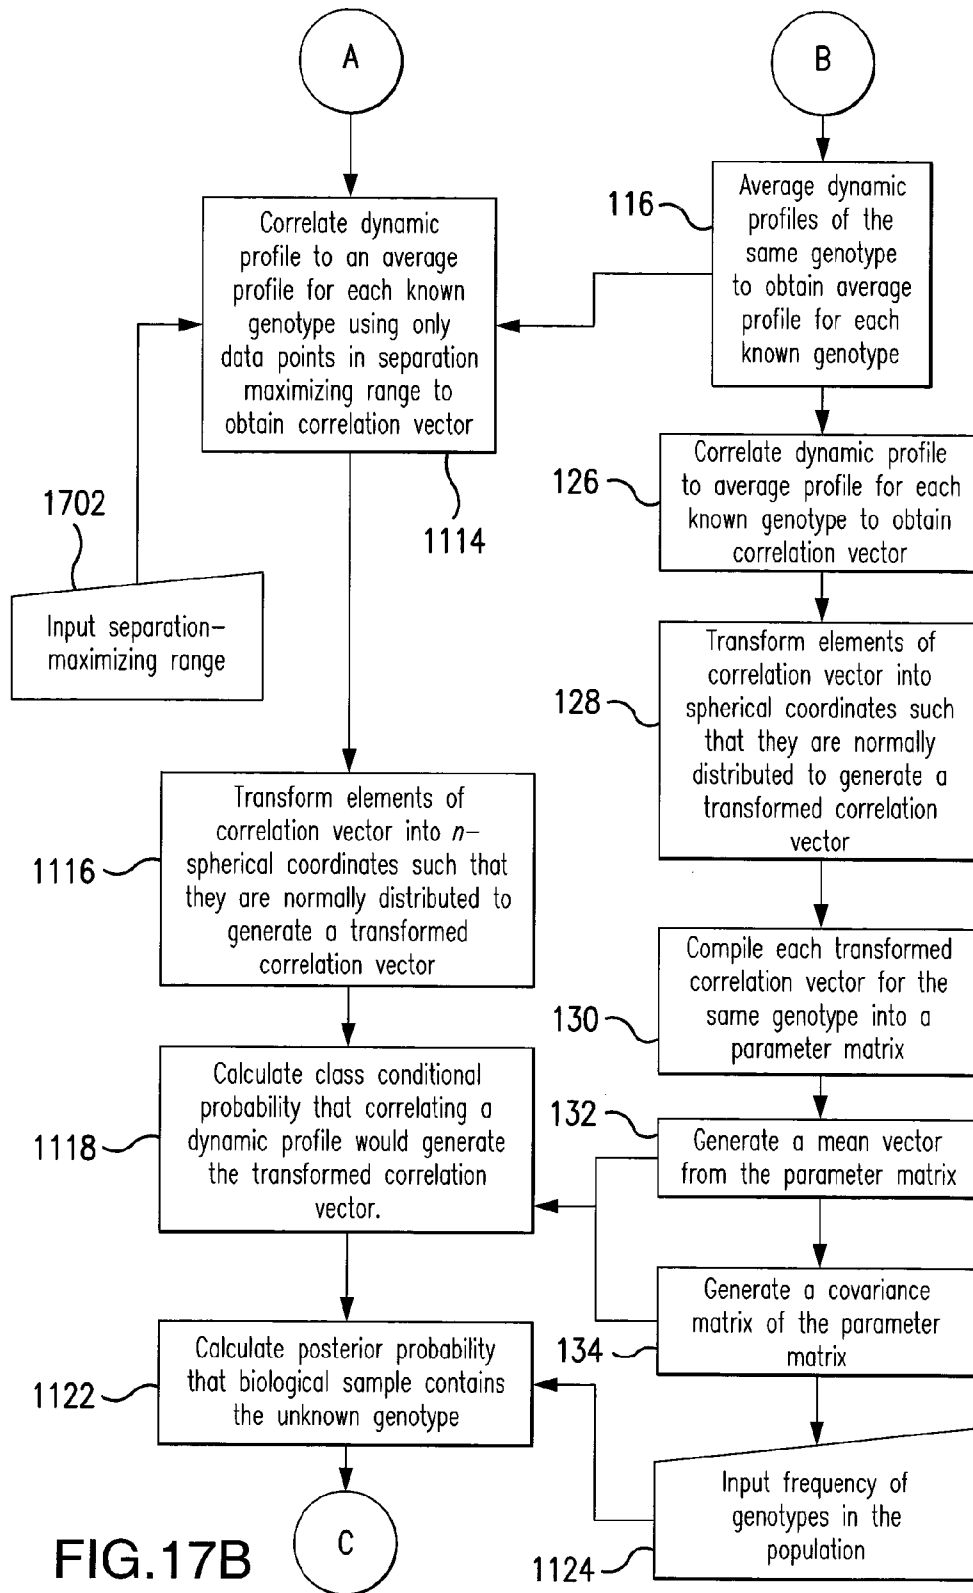 A
B
116
Average dynamic
profiles of the
same genotype
to obtain average
profile for each
known genotype
Correlate dynamic
profile to an average
profile for each known
genotype using only
data points in separation
maximizing range to
obtain correlation vector
1114
1702
Input separation–
maximizing range
126
Correlate dynamic profile
to average profile for each
known genotype to obtain
correlation vector
128
Transform elements of
correlation vector into
spherical coordinates such
that they are normally
distributed to generate a
transformed correlation
vector
1116
Transform elements of
correlation vector into n–
spherical coordinates such that
they are normally distributed to
generate a transformed
correlation vector
130
Compile each transformed
correlation vector for the
same genotype into a
parameter matrix
1118
Calculate class conditional
probability that correlating a
dynamic profile would generate
the transformed correlation
vector.
132
Generate a mean vector
from the parameter matrix
134
Generate a covariance
matrix of the parameter
matrix
1122
Calculate posterior probability
that biological sample contains
the unknown genotype
Input frequency of
genotypes in the
population
1124
C
FIG.17B